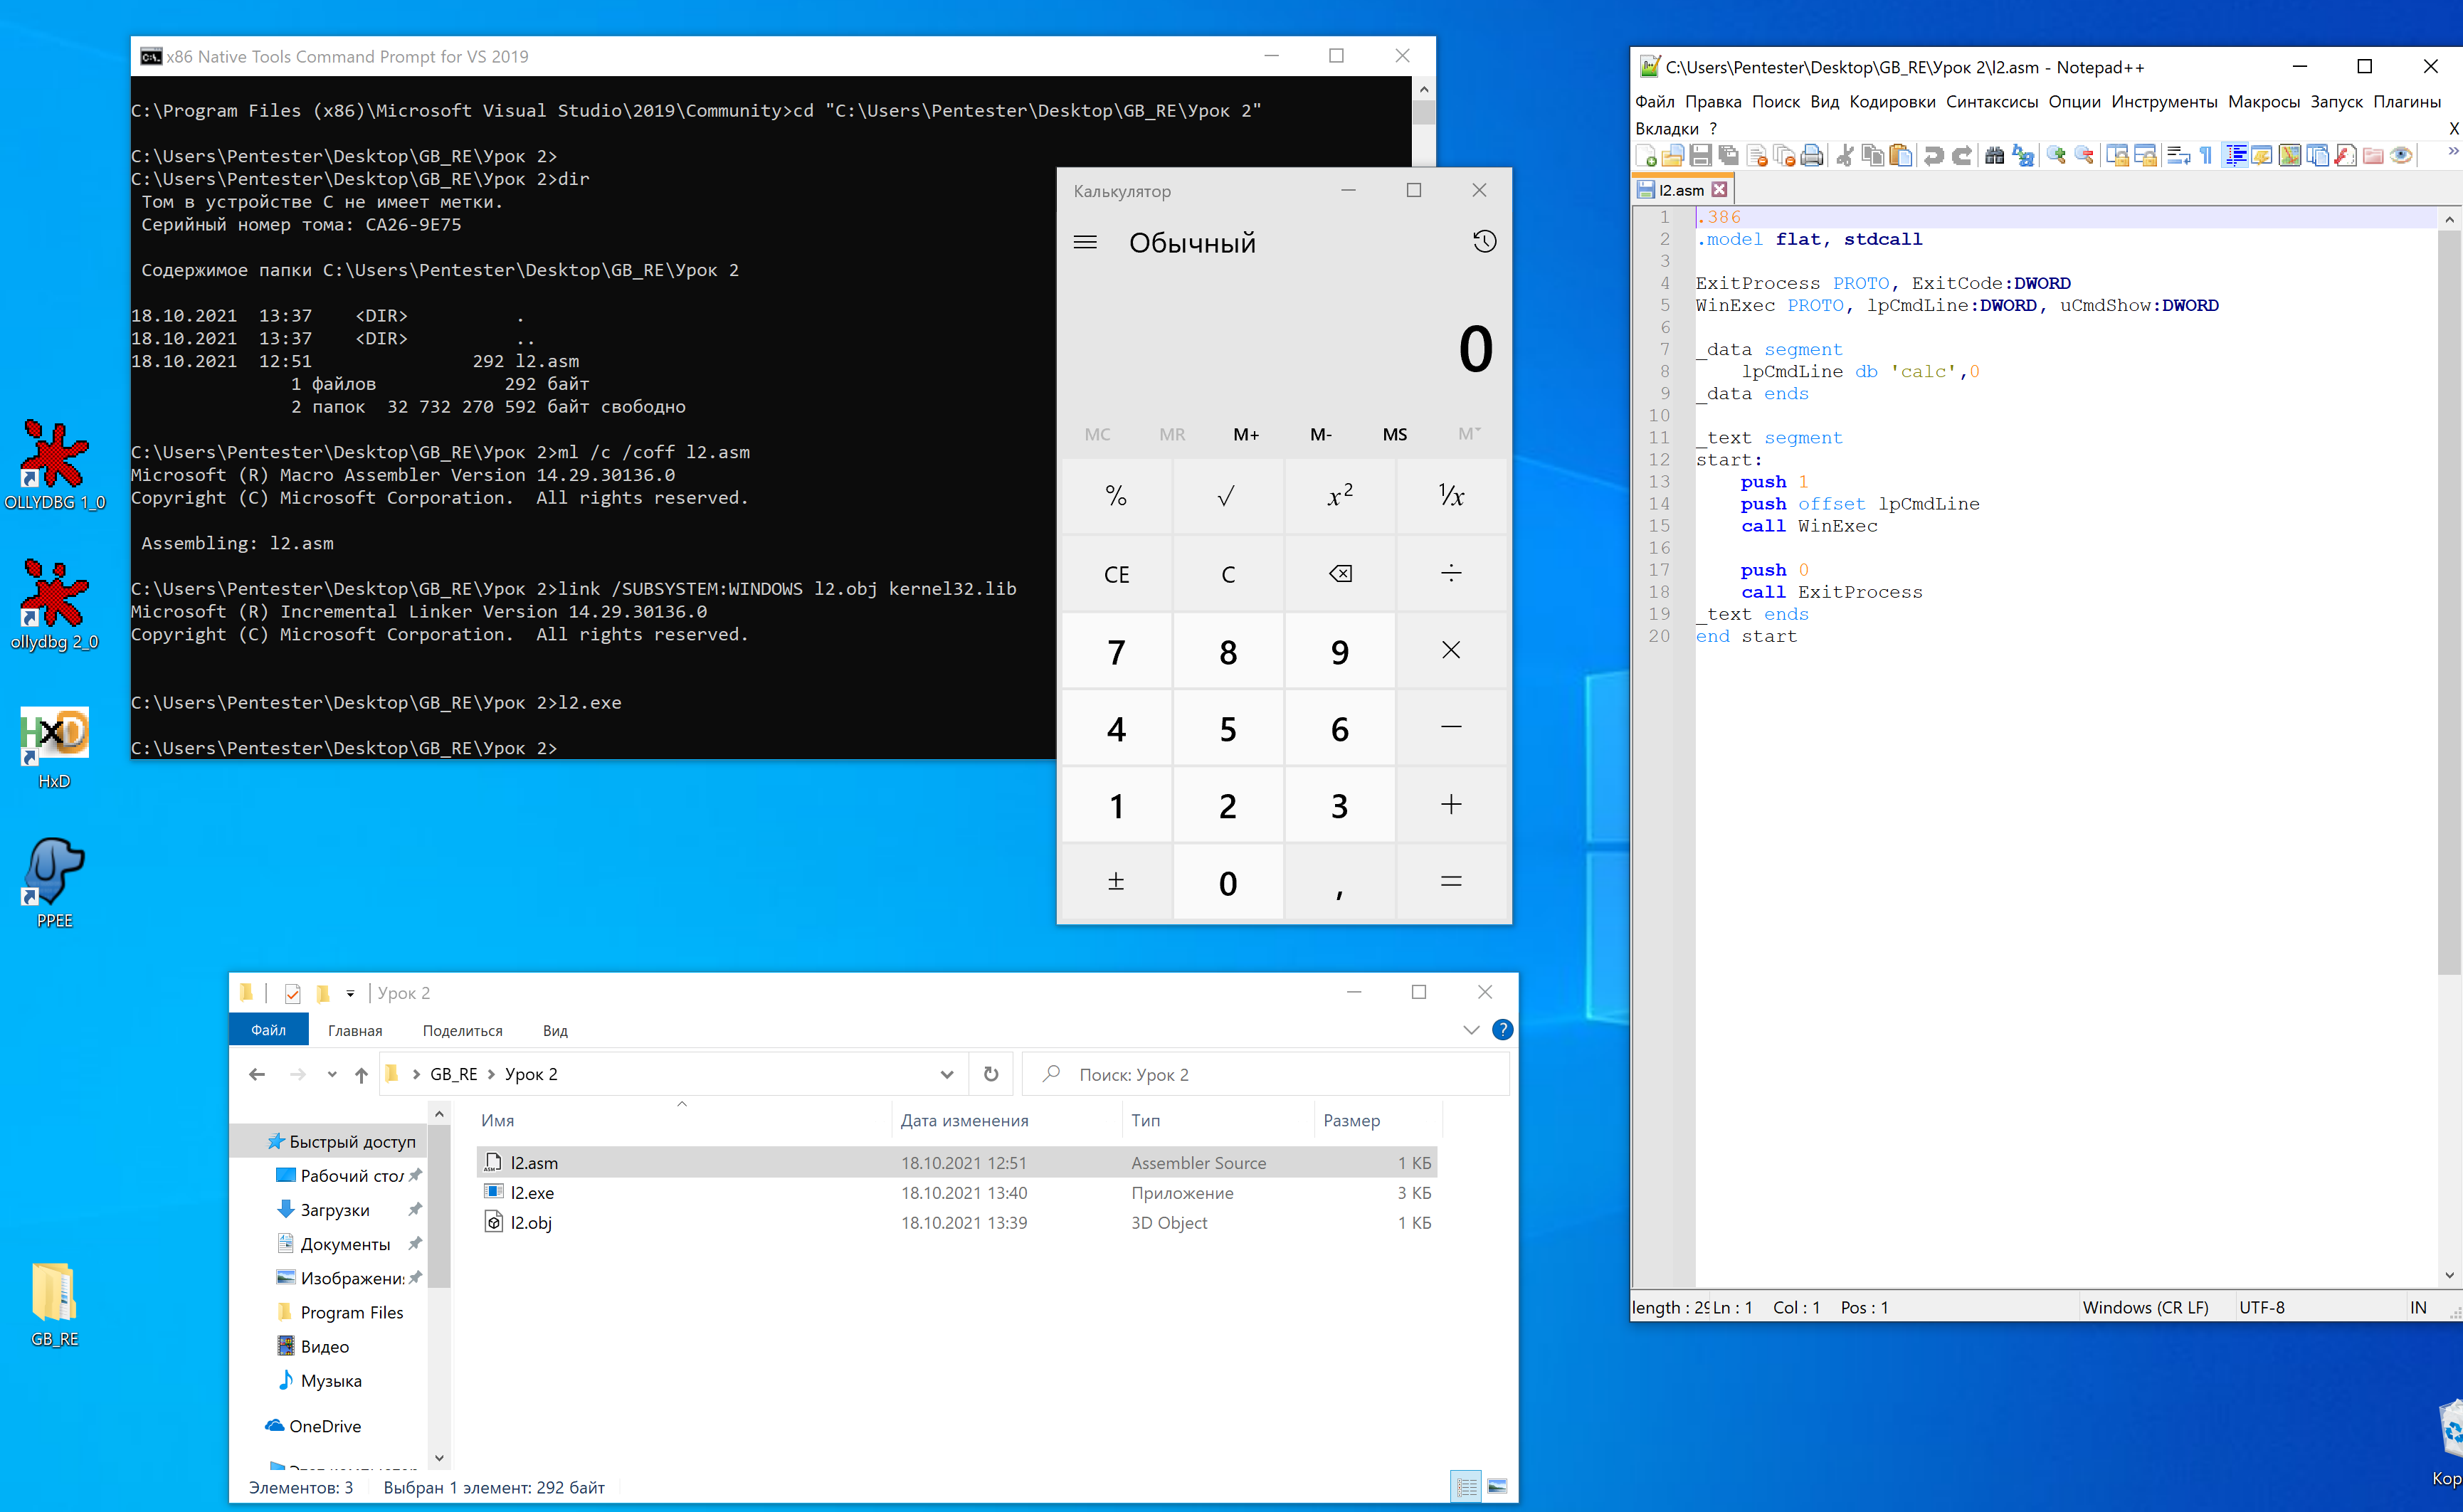 x86 Native Tools Command Prompt for VS 2019
C:\Program Files (x86)\Microsoft Visual Studio\2019\Community>cd "C:\Users\Pentester\Desktop\GB_RE\Урок 2"
C:\Users\Pentester\Desktop\GB_RE\Урок 2>
C:\Users\Pentester\Desktop\GB_RE\Урок 2>dir
Том в устройстве C не имеет метки.
Серийный номер тома: CA26-9E75
Содержимое папки C:\Users\Pentester\Desktop\GB_RE\Урок 2
18.10.2021 13:37 <DIR> .
18.10.2021 13:37 <DIR> ..
18.10.2021 12:51 292 l2.asm
1 файлов 292 байт
2 папок 32 732 270 592 байт свободно
C:\Users\Pentester\Desktop\GB_RE\Урок 2>ml /c /coff l2.asm
Microsoft (R) Macro Assembler Version 14.29.30136.0
Copyright (C) Microsoft Corporation. All rights reserved.
Assembling: l2.asm
C:\Users\Pentester\Desktop\GB_RE\Урок 2>link /SUBSYSTEM:WINDOWS l2.obj kernel32.lib
Microsoft (R) Incremental Linker Version 14.29.30136.0
Copyright (C) Microsoft Corporation. All rights reserved.
C:\Users\Pentester\Desktop\GB_RE\Урок 2>l2.exe
C:\Users\Pentester\Desktop\GB_RE\Урок 2>
Калькулятор
Обычный
0
MC MR M+ M- MS M˅
% √ x² ¹/x
CE C ÷
7 8 9 ×
4 5 6 −
1 2 3 +
± 0 , =
C:\Users\Pentester\Desktop\GB_RE\Урок 2\l2.asm - Notepad++
Файл Правка Поиск Вид Кодировки Синтаксисы Опции Инструменты Макросы Запуск Плагины
Вкладки ? X
l2.asm
1 .386
2 .model flat, stdcall
3
4 ExitProcess PROTO, ExitCode:DWORD
5 WinExec PROTO, lpCmdLine:DWORD, uCmdShow:DWORD
6
7 _data segment
8 lpCmdLine db 'calc',0
9 _data ends
10
11 _text segment
12 start:
13 push 1
14 push offset lpCmdLine
15 call WinExec
16
17 push 0
18 call ExitProcess
19 _text ends
20 end start
length : 29 Ln : 1 Col : 1 Pos : 1 Windows (CR LF) UTF-8 IN
OLLYDBG 1_0
ollydbg 2_0
HxD
PPEE
GB_RE
Урок 2
Файл Главная Поделиться Вид
GB_RE > Урок 2
Поиск: Урок 2
Имя Дата изменения Тип Размер
l2.asm 18.10.2021 12:51 Assembler Source 1 КБ
l2.exe 18.10.2021 13:40 Приложение 3 КБ
l2.obj 18.10.2021 13:39 3D Object 1 КБ
Быстрый доступ
Рабочий стол
Загрузки
Документы
Изображени
Program Files
Видео
Музыка
OneDrive
Элементов: 3 Выбран 1 элемент: 292 байт
Кор